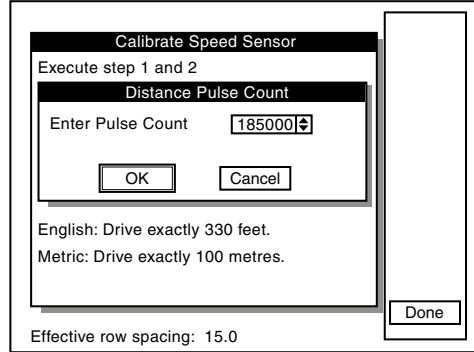 Calibrate Speed Sensor
Execute step 1 and 2
Distance Pulse Count
Enter Pulse Count 185000
OK Cancel
English: Drive exactly 330 feet.
Metric: Drive exactly 100 metres.
Done
Effective row spacing: 15.0